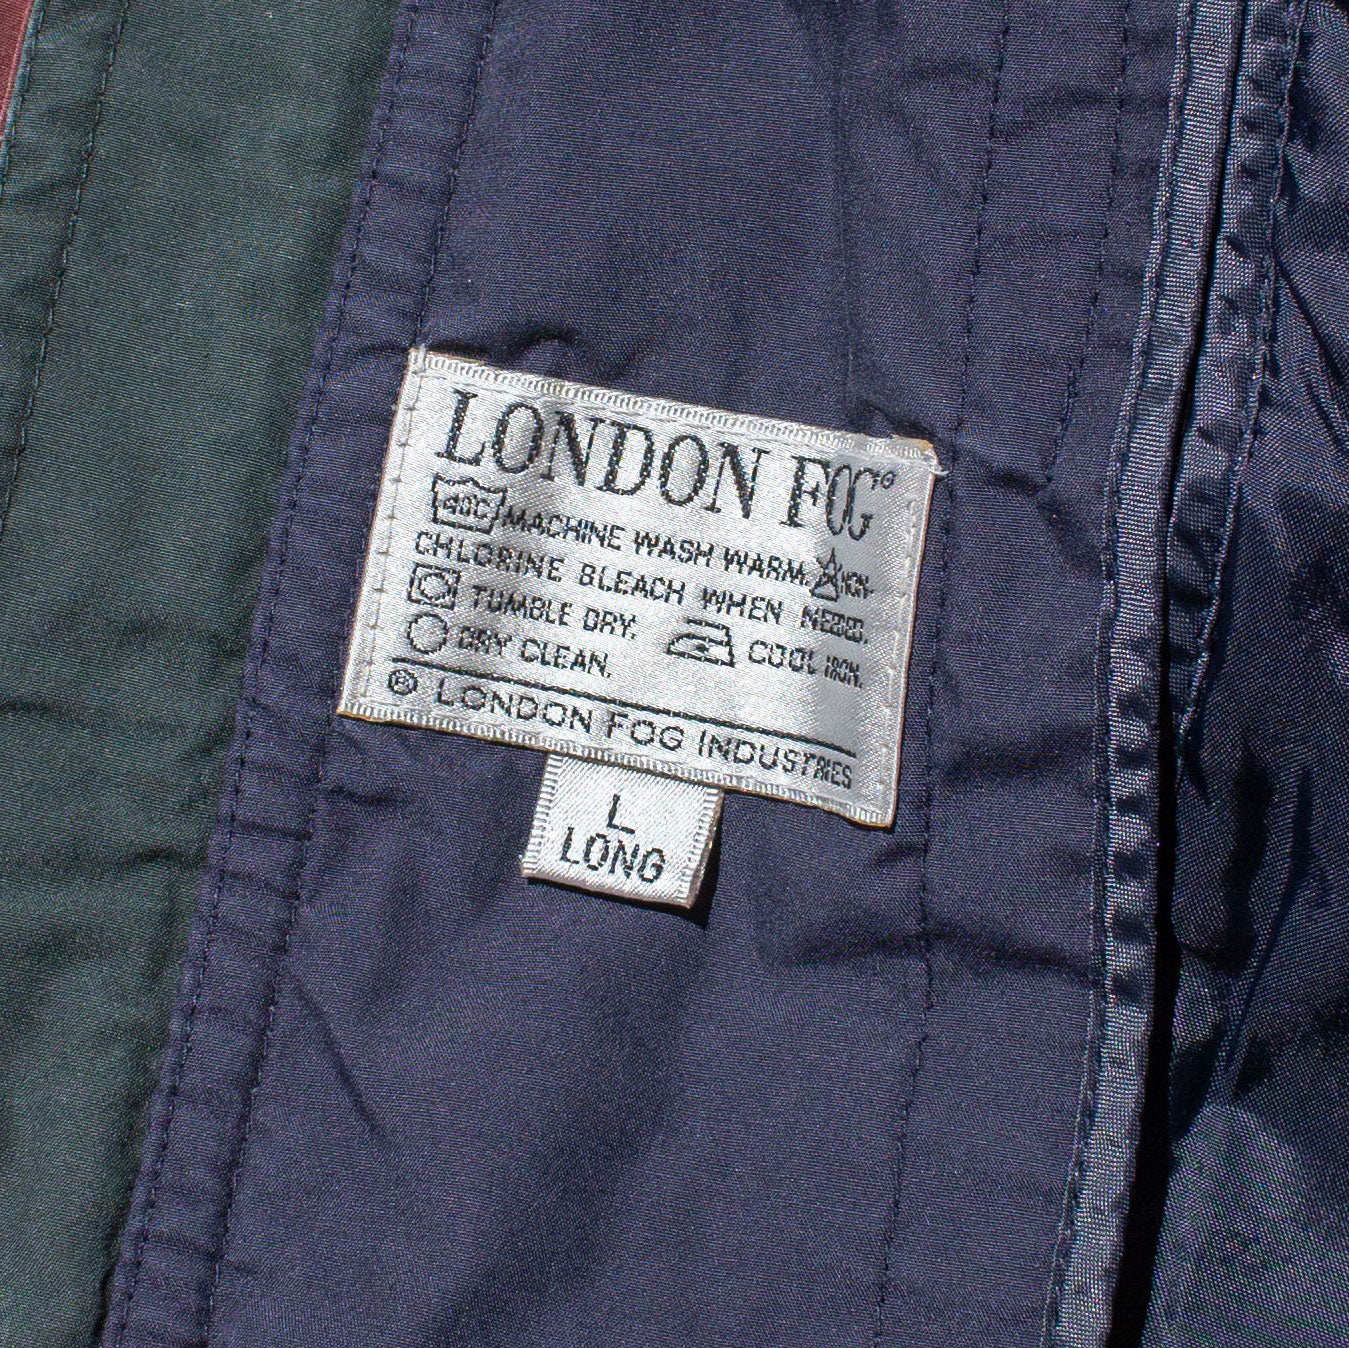 LONDON FOG®
40C MACHINE WASH WARM. NON-
CHLORINE BLEACH WHEN NEEDED.
TUMBLE DRY. COOL IRON.
DRY CLEAN.
® LONDON FOG INDUSTRIES
L
LONG